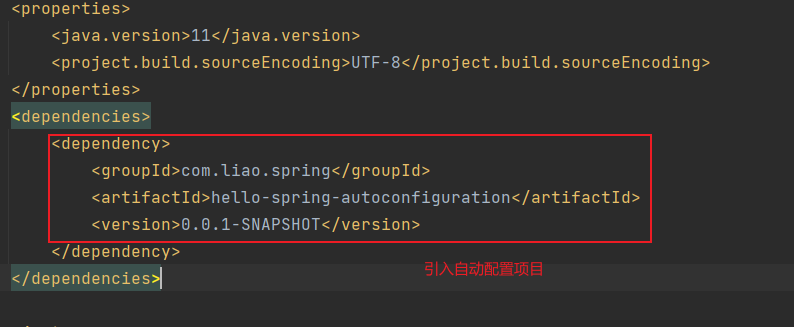 <properties>
<java.version>11</java.version>
<project.build.sourceEncoding>UTF-8</project.build.sourceEncoding>
</properties>
<dependencies>
<dependency>
<groupId>com.liao.spring</groupId>
<artifactId>hello-spring-autoconfiguration</artifactId>
<version>0.0.1-SNAPSHOT</version>
</dependency>
引入自动配置项目
</dependencies>